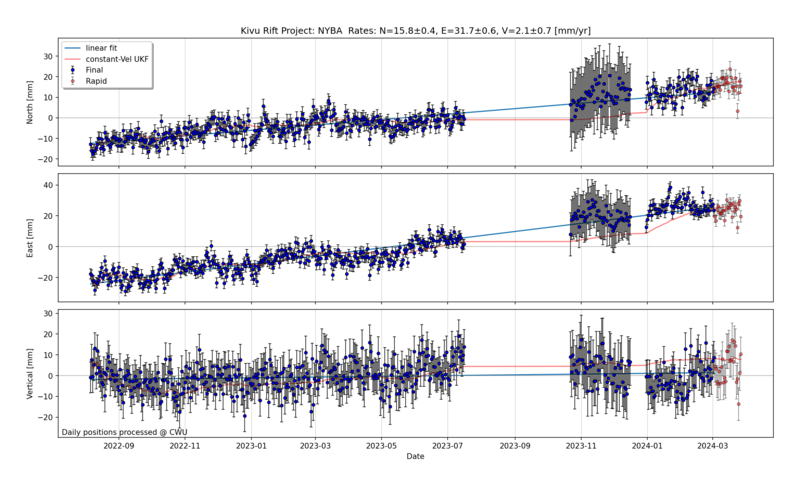 Kivu Rift Project: NYBA  Rates: N=15.8±0.4, E=31.7±0.6, V=2.1±0.7 [mm/yr]
North [mm]
30
20
10
0
−10
−20
linear fit
constant-Vel UKF
Final
Rapid
East [mm]
40
20
0
−20
Vertical [mm]
30
20
10
0
−10
−20
Daily positions processed @ CWU
2022-09 2022-11 2023-01 2023-03 2023-05 2023-07 2023-09 2023-11 2024-01 2024-03
Date